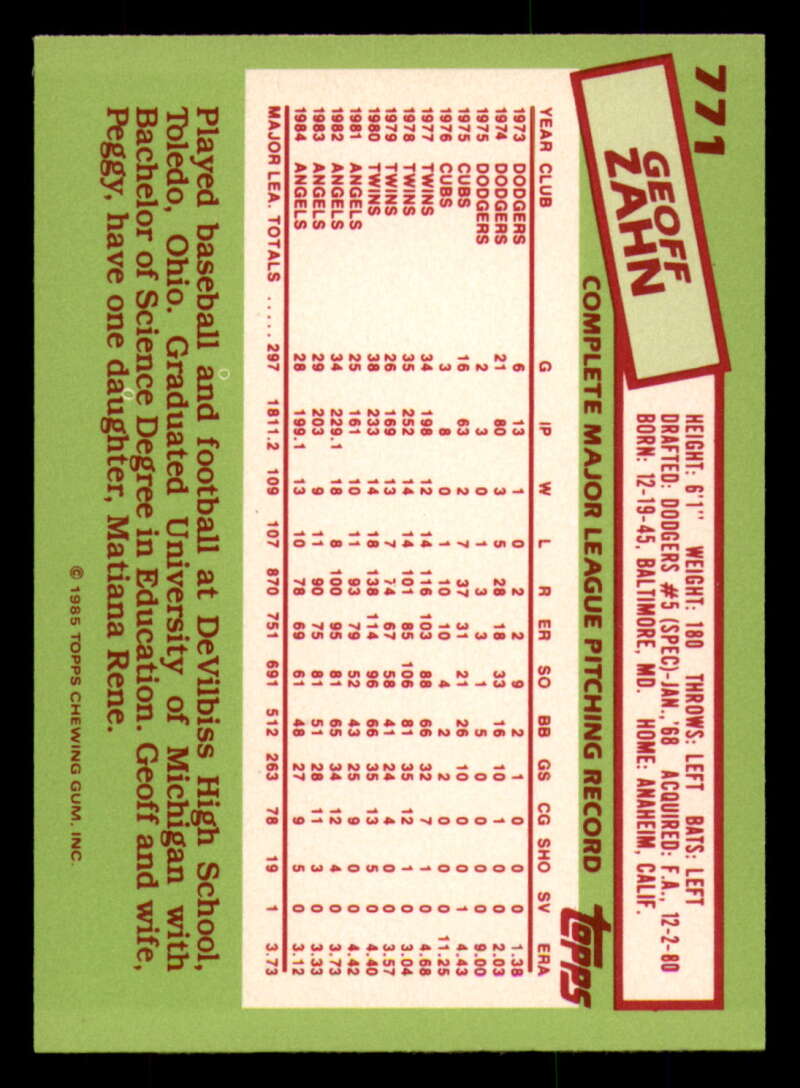 771
GEOFF
ZAHN
HEIGHT: 6'1" WEIGHT: 180 THROWS: LEFT BATS: LEFT
DRAFTED: DODGERS #5 (SPEC)-JAN., '68 ACQUIRED: F.A., 12-2-80
BORN: 12-19-45, BALTIMORE, MD. HOME: ANAHEIM, CALIF.
COMPLETE MAJOR LEAGUE PITCHING RECORD
topps
YEAR CLUB G IP W L R ER SO BB GS CG SHO SV ERA
1973 DODGERS 6 13 1 0 2 2 9 2 1 0 0 0 1.38
1974 DODGERS 21 80 3 5 28 18 33 16 10 1 0 0 2.03
1975 DODGERS 2 3 0 1 3 3 1 5 0 0 0 0 9.00
1975 CUBS 16 63 2 7 37 31 21 26 10 0 0 1 4.43
1976 CUBS 3 8 0 1 10 10 4 2 2 0 0 0 11.25
1977 TWINS 34 198 12 14 116 103 88 66 32 7 1 0 4.68
1978 TWINS 35 252 14 14 101 85 106 81 35 12 1 0 3.04
1979 TWINS 26 169 13 7 74 67 58 41 24 4 0 0 3.57
1980 TWINS 38 233 14 18 138 114 96 66 35 13 5 0 4.40
1981 ANGELS 25 161 10 11 93 79 52 43 25 9 0 0 4.42
1982 ANGELS 34 229.1 18 8 100 95 81 65 34 12 4 0 3.73
1983 ANGELS 29 203 9 11 90 75 81 51 28 11 3 0 3.33
1984 ANGELS 28 199.1 13 10 78 69 61 48 27 9 5 0 3.12
MAJOR LEA. TOTALS ..... 297 1811.2 109 107 870 751 691 512 263 78 19 1 3.73
Played baseball and football at DeVilbiss High School,
Toledo, Ohio. Graduated University of Michigan with
Bachelor of Science Degree in Education. Geoff and wife,
Peggy, have one daughter, Matiana Rene.
© 1985 TOPPS CHEWING GUM, INC.